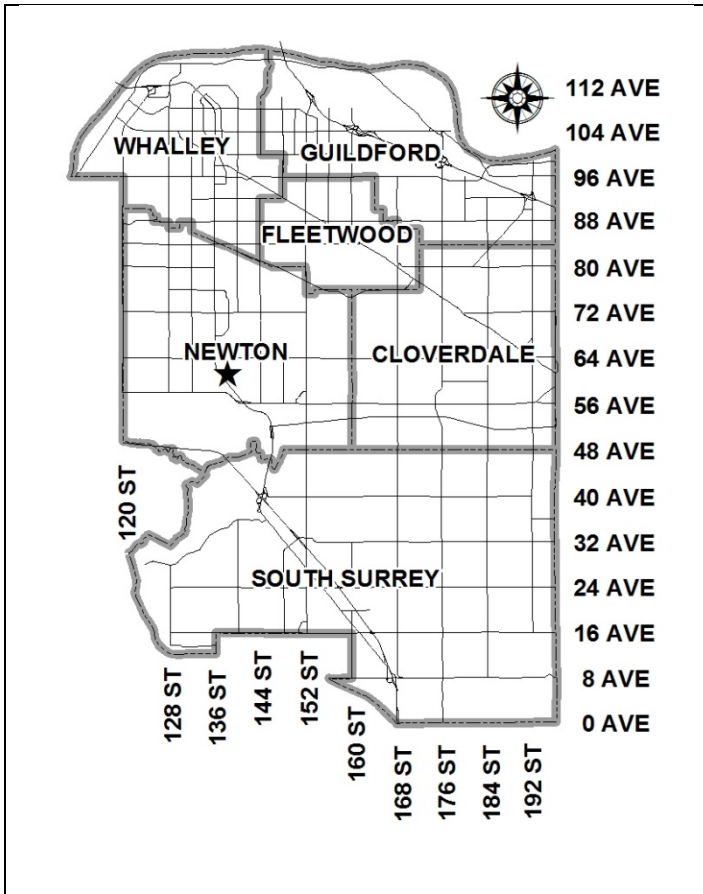 112 AVE
104 AVE
WHALLEY
GUILDFORD
96 AVE
88 AVE
FLEETWOOD
80 AVE
72 AVE
NEWTON
CLOVERDALE
64 AVE
56 AVE
48 AVE
120 ST
40 AVE
32 AVE
SOUTH SURREY
24 AVE
16 AVE
8 AVE
0 AVE
128 ST
136 ST
144 ST
152 ST
160 ST
168 ST
176 ST
184 ST
192 ST